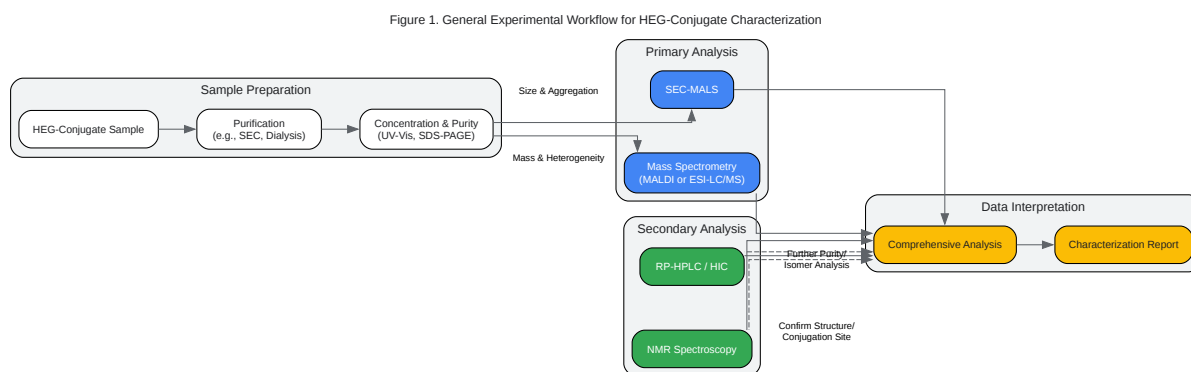 Figure 1. General Experimental Workflow for HEG-Conjugate Characterization
Sample Preparation
HEG-Conjugate Sample
Purification
(e.g., SEC, Dialysis)
Concentration & Purity
(UV-Vis, SDS-PAGE)
Size & Aggregation
Mass & Heterogeneity
Primary Analysis
SEC-MALS
Mass Spectrometry
(MALDI or ESI-LC/MS)
Secondary Analysis
RP-HPLC / HIC
NMR Spectroscopy
Further Purity/
Isomer Analysis
Confirm Structure/
Conjugation Site
Data Interpretation
Comprehensive Analysis
Characterization Report